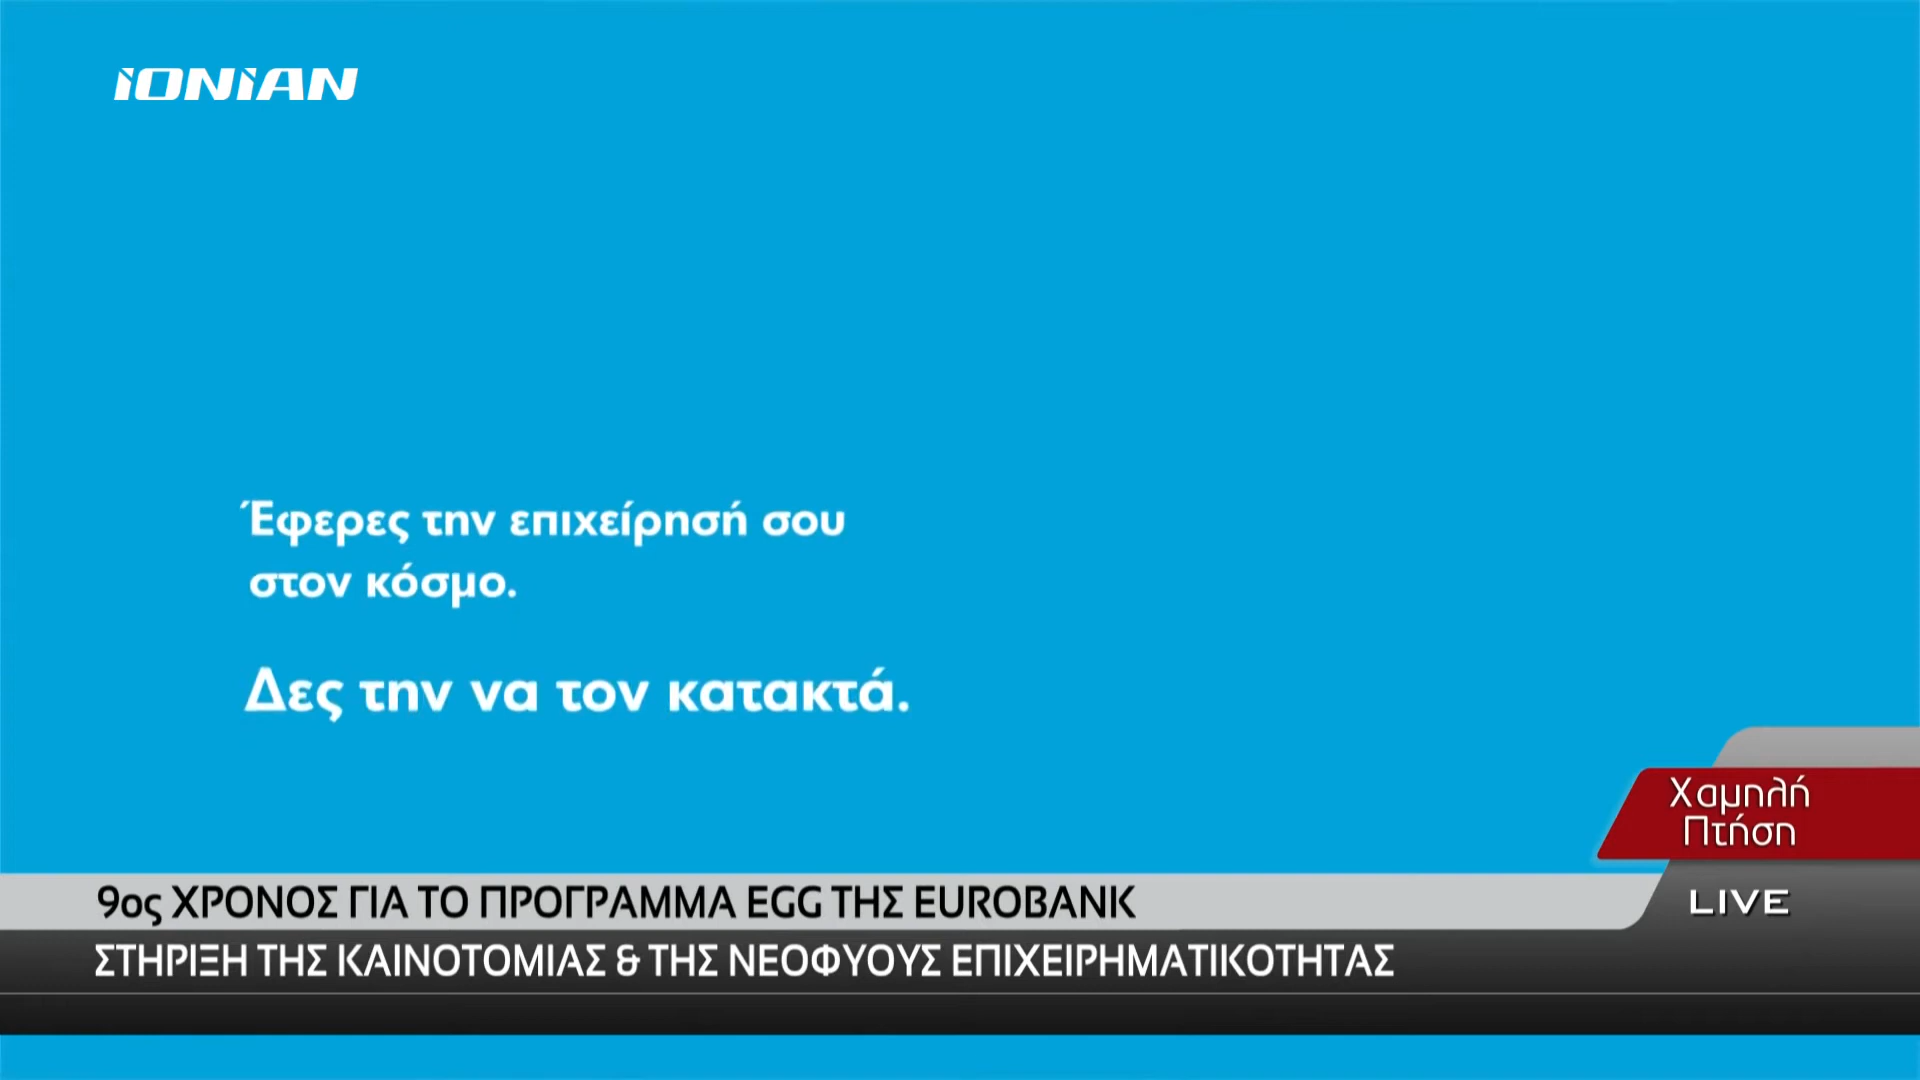 IONIAN
Έφερες την επιχείρησή σου
στον κόσμο.
Δες την να τον κατακτά.
Χαμηλή
Πτήση
9ος ΧΡΟΝΟΣ ΓΙΑ ΤΟ ΠΡΟΓΡΑΜΜΑ EGG ΤΗΣ EUROBANK
LIVE
ΣΤΗΡΙΞΗ ΤΗΣ ΚΑΙΝΟΤΟΜΙΑΣ & ΤΗΣ ΝΕΟΦΥΟΥΣ ΕΠΙΧΕΙΡΗΜΑΤΙΚΟΤΗΤΑΣ